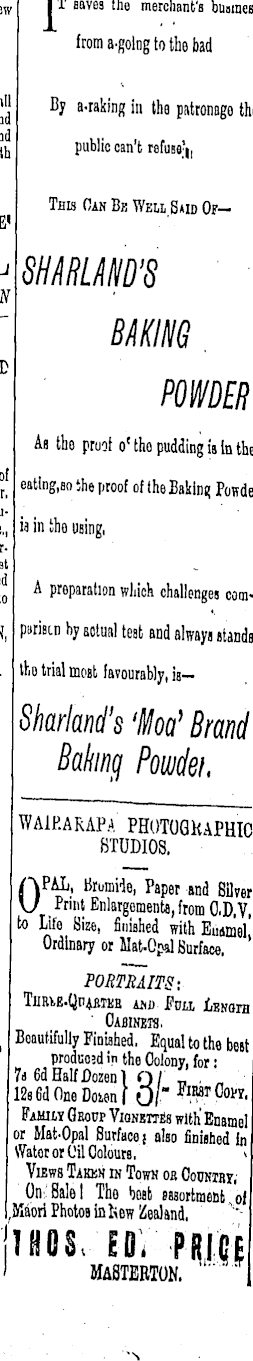 IT saves the merchant's busines
from a-going to the bad
By a-raking in the patronage th
public can't refuse;
THIS CAN BE WELL SAID OF—
SHARLAND'S
BAKING
POWDER
As the proof o' the pudding is in the
eating, so the proof of the Baking Powde
is in the using.
A preparation which challenges com-
parison by actual test and always stands
the trial most favourably, is—
Sharland's 'Moa' Brand
Baking Powder.
WAIRARAPA PHOTOGRAPHIC
STUDIOS.
OPAL, Bromide, Paper and Silver
Print Enlargements, from C.D.V.
to Life Size, finished with Enamel,
Ordinary or Mat-Opal Surface.
PORTRAITS:
THREE-QUARTER AND FULL LENGTH
CABINETS.
Beautifully Finished. Equal to the best
produced in the Colony, for :
7s 6d Half Dozen } 3/- FIRST COPY.
12s 6d One Dozen
FAMILY GROUP VIGNETTES with Enamel
or Mat-Opal Surface; also finished in
Water or Oil Colours.
VIEWS TAKEN IN TOWN OR COUNTRY.
On Sale! The best assortment of
Maori Photos in New Zealand.
THOS. ED. PRICE
MASTERTON.